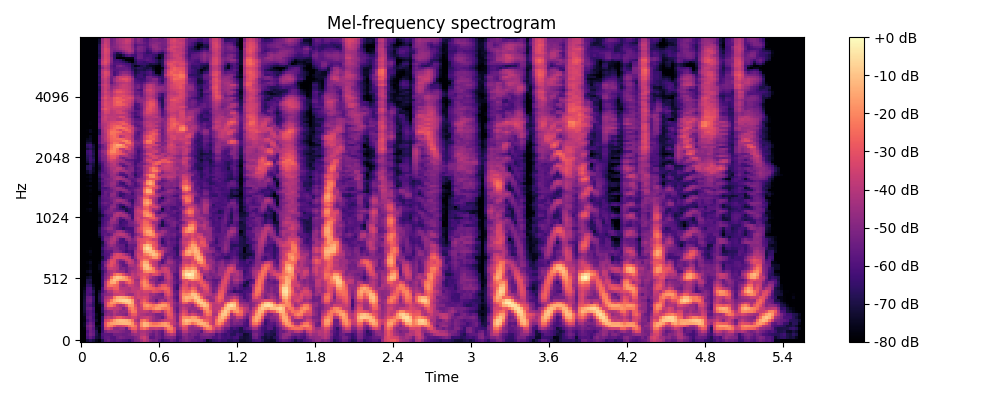 Mel-frequency spectrogram
Hz
4096
2048
1024
512
0
0 0.6 1.2 1.8 2.4 3 3.6 4.2 4.8 5.4
Time
+0 dB
-10 dB
-20 dB
-30 dB
-40 dB
-50 dB
-60 dB
-70 dB
-80 dB